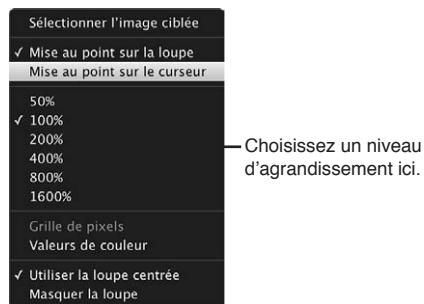 Sélectionner l'image ciblée
✓ Mise au point sur la loupe
Mise au point sur le curseur
50%
✓ 100%
200%
400%
800%
1600%
Grille de pixels
Valeurs de couleur
✓ Utiliser la loupe centrée
Masquer la loupe
Choisissez un niveau
d'agrandissement ici.